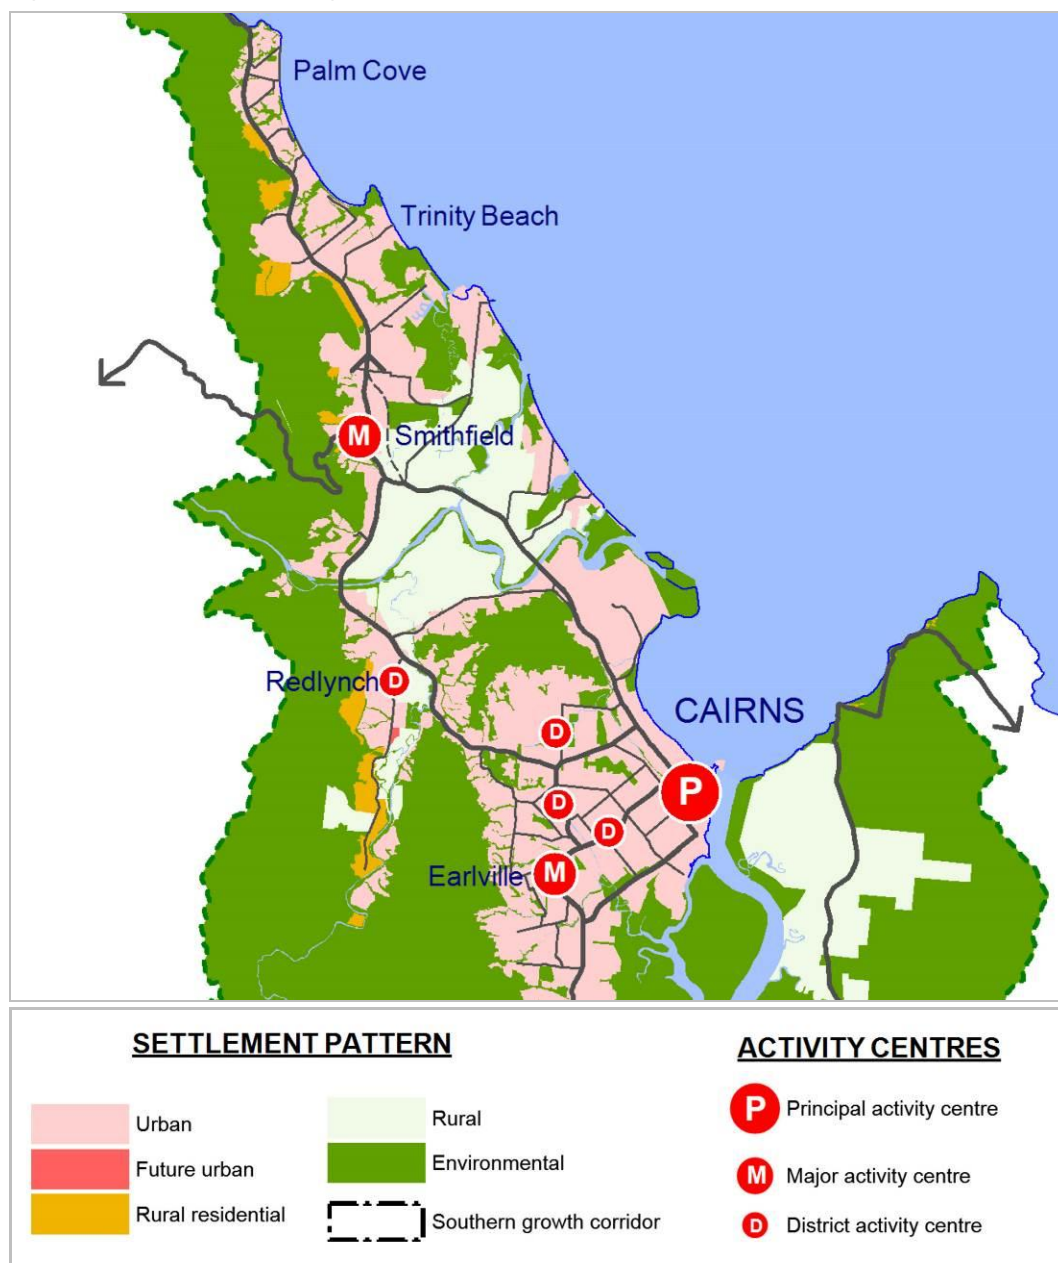 Palm Cove
Trinity Beach
M
Smithfield
Redlynch
D
CAIRNS
D
P
D
D
Earlville
M
SETTLEMENT PATTERN
Urban
Future urban
Rural residential
Rural
Environmental
Southern growth corridor
ACTIVITY CENTRES
P
Principal activity centre
M
Major activity centre
D
District activity centre